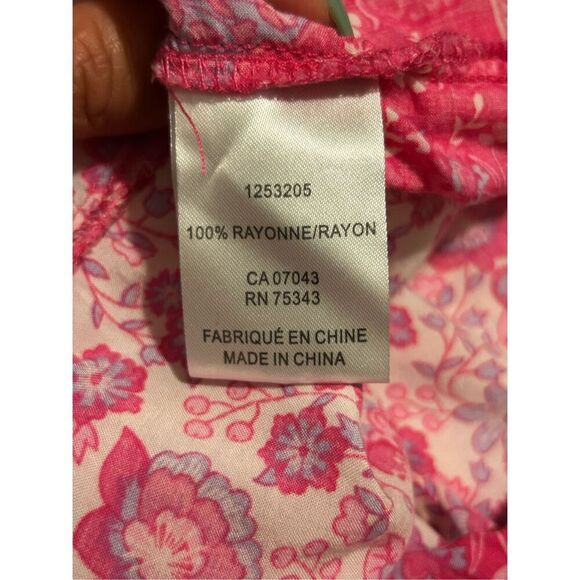 1253205
100% RAYONNE/RAYON
CA 07043
RN 75343
FABRIQUÉ EN CHINE
MADE IN CHINA